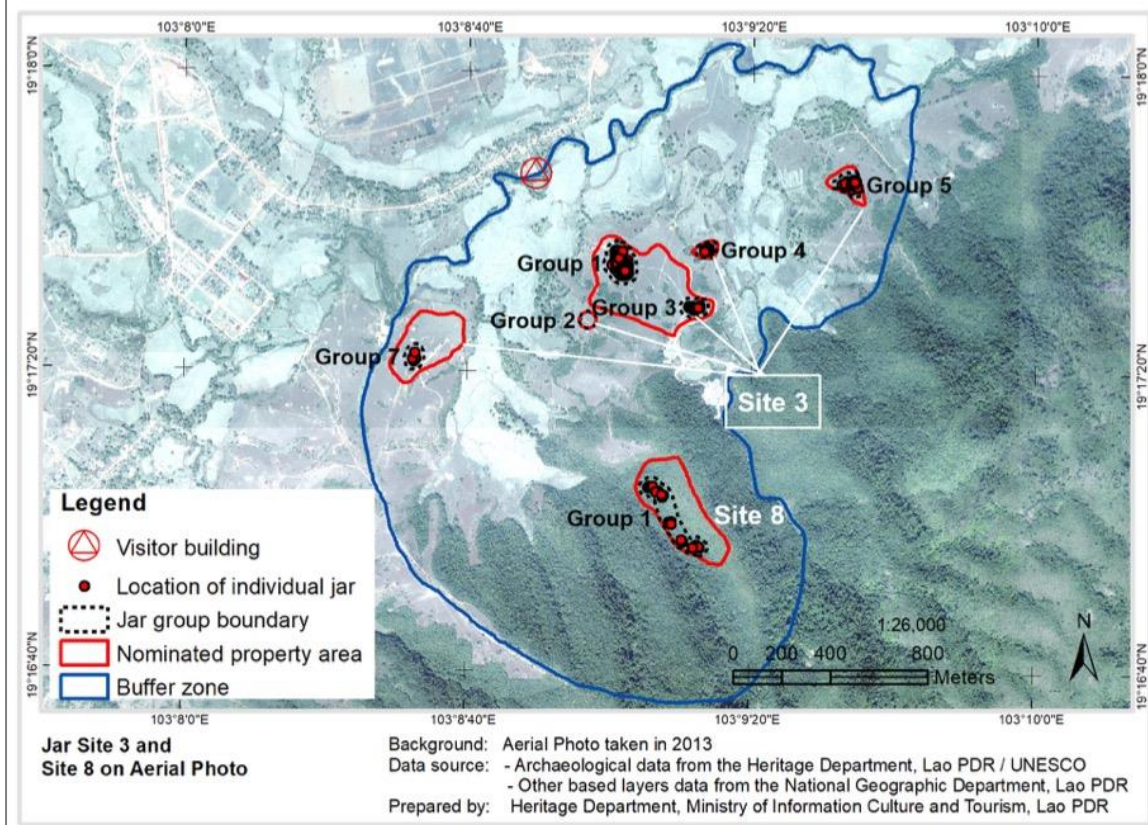 103°8'0"E 103°8'40"E 103°9'20"E 103°10'0"E
19°18'0"N
19°18'0"N
Group 5
Group 4
Group 1
Group 3
Group 2
Group 7
19°17'20"N
19°17'20"N
Site 3
Site 8
Group 1
Legend
Visitor building
Location of individual jar
Jar group boundary
Nominated property area
Buffer zone
1:26,000
N
0 200 400 800
Meters
19°16'40"N
19°16'40"N
103°8'0"E 103°8'40"E 103°9'20"E 103°10'0"E
Jar Site 3 and
Site 8 on Aerial Photo
Background: Aerial Photo taken in 2013
Data source: - Archaeological data from the Heritage Department, Lao PDR / UNESCO
- Other based layers data from the National Geographic Department, Lao PDR
Prepared by: Heritage Department, Ministry of Information Culture and Tourism, Lao PDR